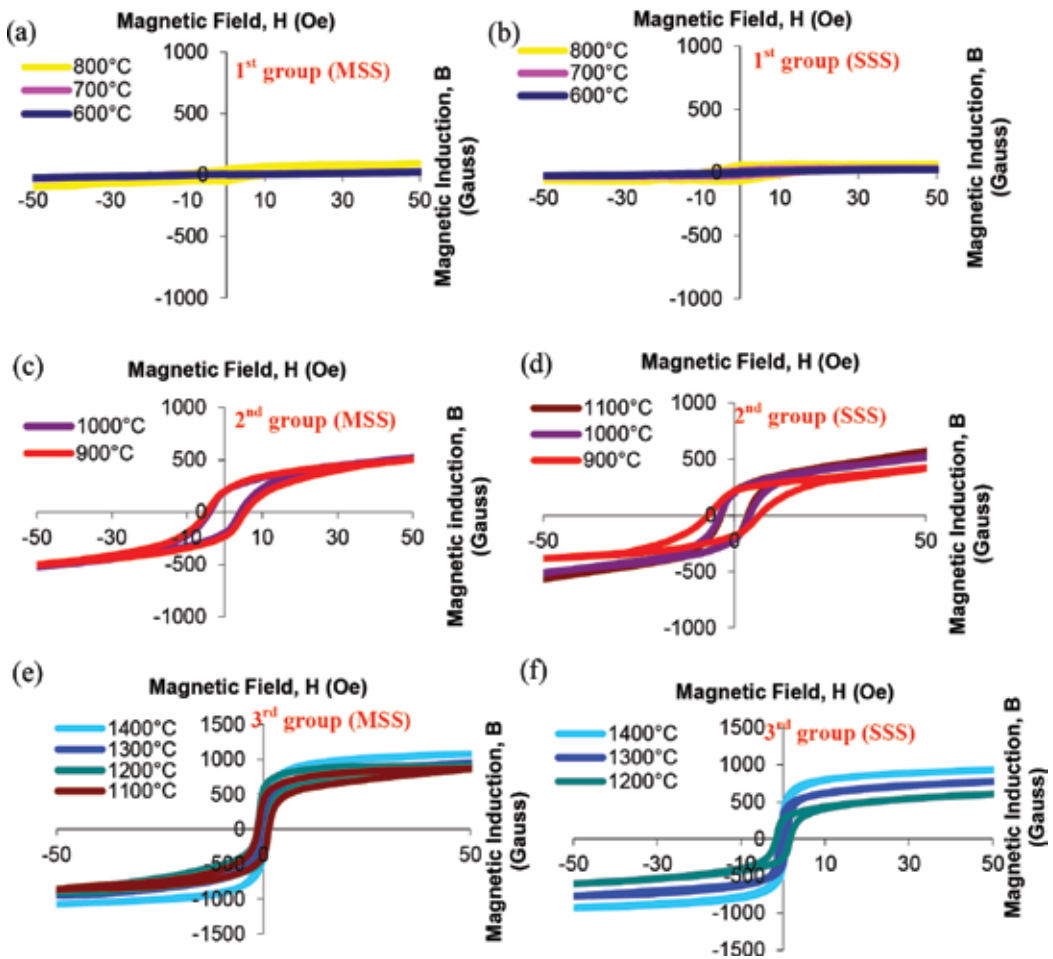 (a)
Magnetic Field, H (Oe)
1000
800°C
700°C
600°C
1st group (MSS)
500
0
-50
-30
-10
10
30
50
-500
-1000
Magnetic Induction, B
(Gauss)
(b)
Magnetic Field, H (Oe)
1000
800°C
700°C
600°C
1st group (SSS)
500
0
-50
-30
-10
10
30
50
-500
-1000
Magnetic Induction, B
(Gauss)
(c)
Magnetic Field, H (Oe)
1000
2nd group (MSS)
1000°C
900°C
500
0
-50
-30
-10
10
30
50
-500
-1000
Magnetic induction, B
(Gauss)
(d)
Magnetic Field, H (Oe)
1000
1100°C
1000°C
900°C
2nd group (SSS)
500
0
-50
0
50
-500
-1000
Magnetic Induction, B
(Gauss)
(e)
Magnetic Field, H (Oe)
3rd group (MSS)
1500
1400°C
1300°C
1200°C
1100°C
1000
500
0
-50
0
50
-500
-1000
-1500
Magnetic Induction, B
(Gauss)
(f)
Magnetic Field, H (Oe)
1500
3rd group (SSS)
1400°C
1300°C
1200°C
1000
500
0
-50
-30
-10
10
30
50
-500
-1000
-1500
Magnetic Induction, B
(Gauss)